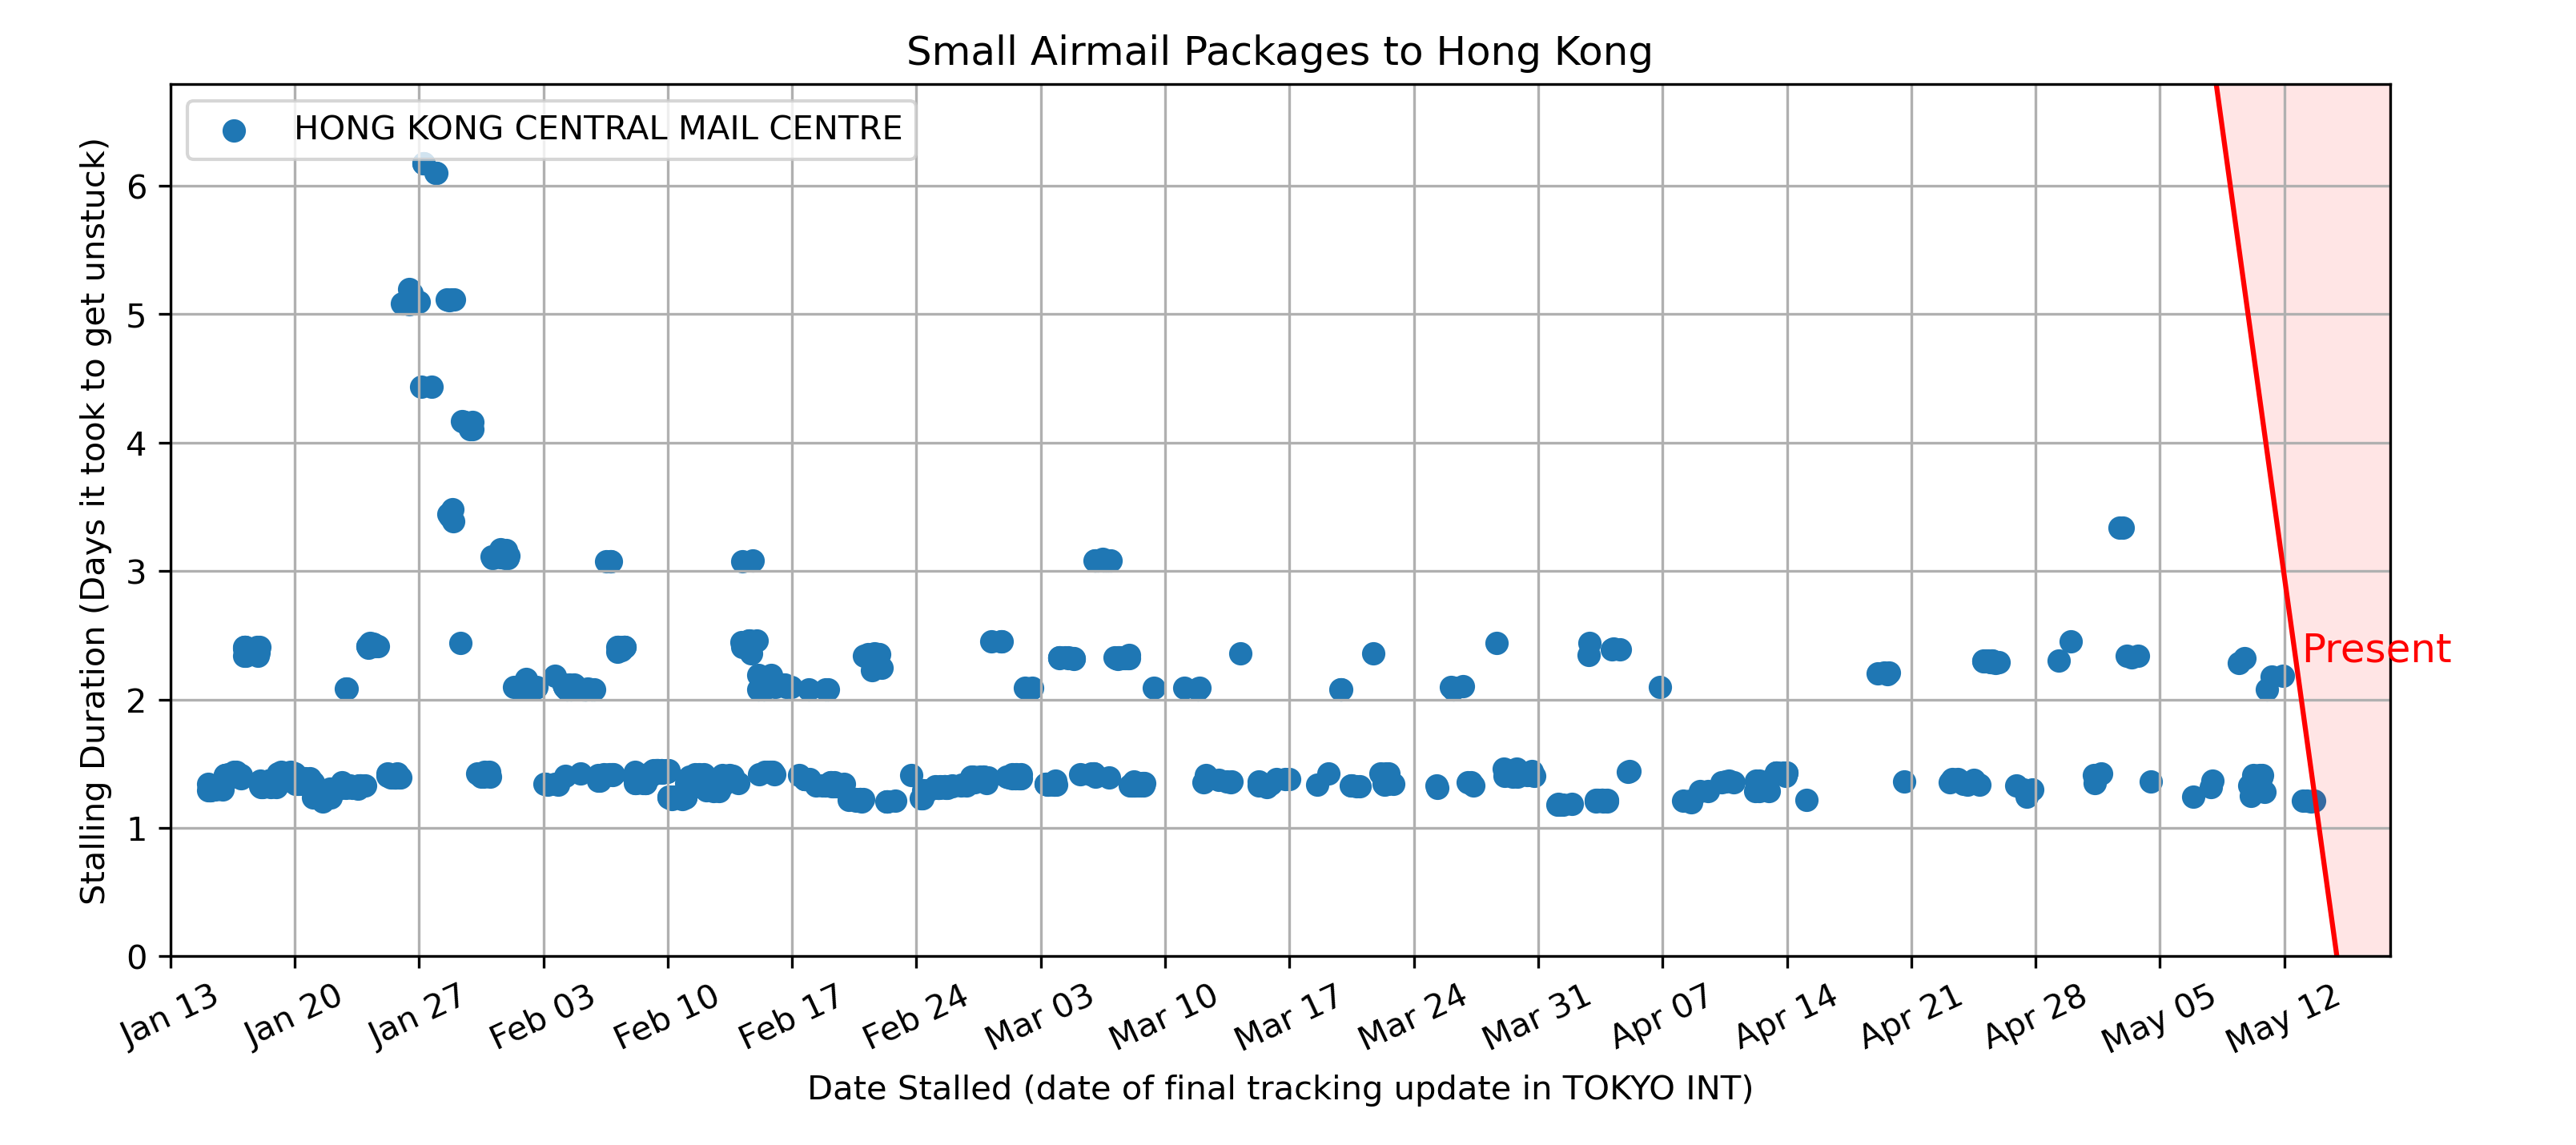 Small Airmail Packages to Hong Kong
HONG KONG CENTRAL MAIL CENTRE
Stalling Duration (Days it took to get unstuck)
6
5
4
3
2
1
0
Present
Jan 13
Jan 20
Jan 27
Feb 03
Feb 10
Feb 17
Feb 24
Mar 03
Mar 10
Mar 17
Mar 24
Mar 31
Apr 07
Apr 14
Apr 21
Apr 28
May 05
May 12
Date Stalled (date of final tracking update in TOKYO INT)